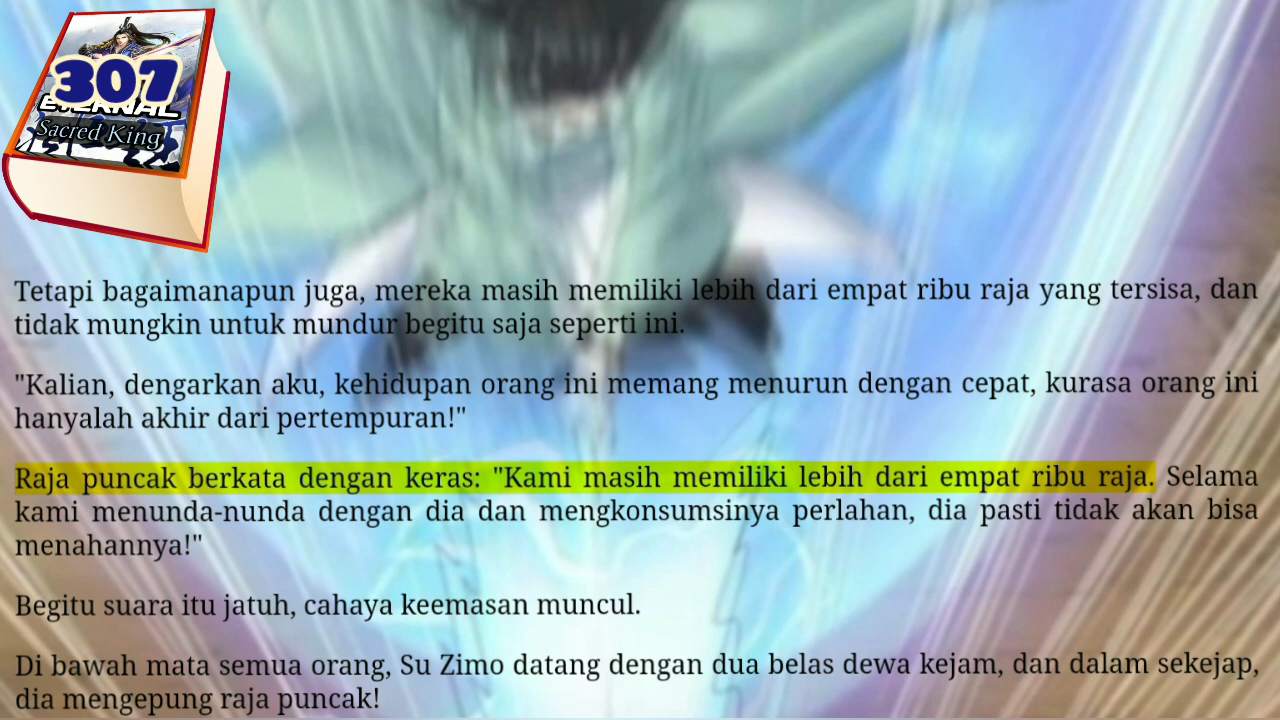 307
ETERNAL
Sacred King
Tetapi bagaimanapun juga, mereka masih memiliki lebih dari empat ribu raja yang tersisa, dan
tidak mungkin untuk mundur begitu saja seperti ini.
"Kalian, dengarkan aku, kehidupan orang ini memang menurun dengan cepat, kurasa orang ini
hanyalah akhir dari pertempuran!"
Raja puncak berkata dengan keras: "Kami masih memiliki lebih dari empat ribu raja. Selama
kami menunda-nunda dengan dia dan mengkonsumsinya perlahan, dia pasti tidak akan bisa
menahannya!"
Begitu suara itu jatuh, cahaya keemasan muncul.
Di bawah mata semua orang, Su Zimo datang dengan dua belas dewa kejam, dan dalam sekejap,
dia mengepung raja puncak!